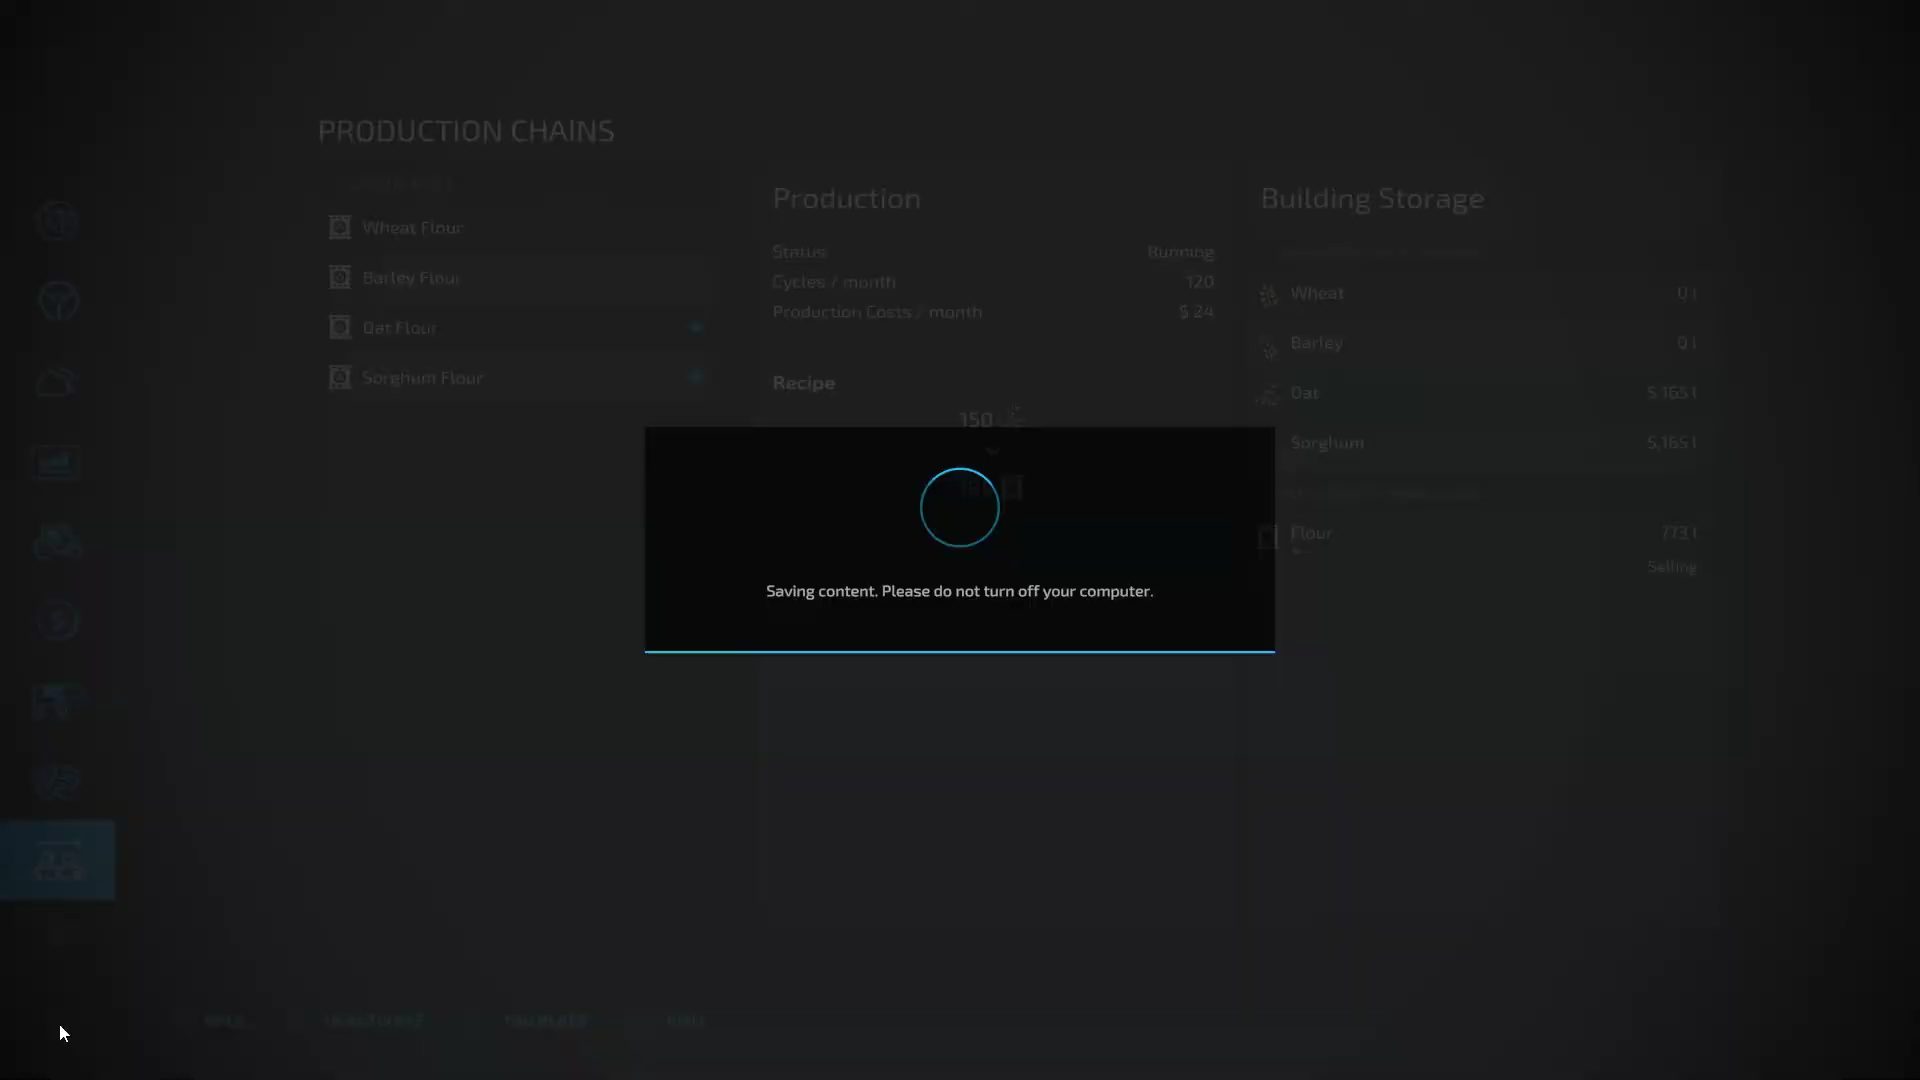 PRODUCTION CHAINS
Wheat Flour
Barley Flour
Oat Flour
Sorghum Flour
Production
Status Running
Cycles / month 120
Production Costs / month $ 24
Recipe
150
Building Storage
Wheat 0 l
Barley 0 l
Oat 5,165 l
Sorghum 5,165 l
Flour 773 l
Selling
Saving content. Please do not turn off your computer.